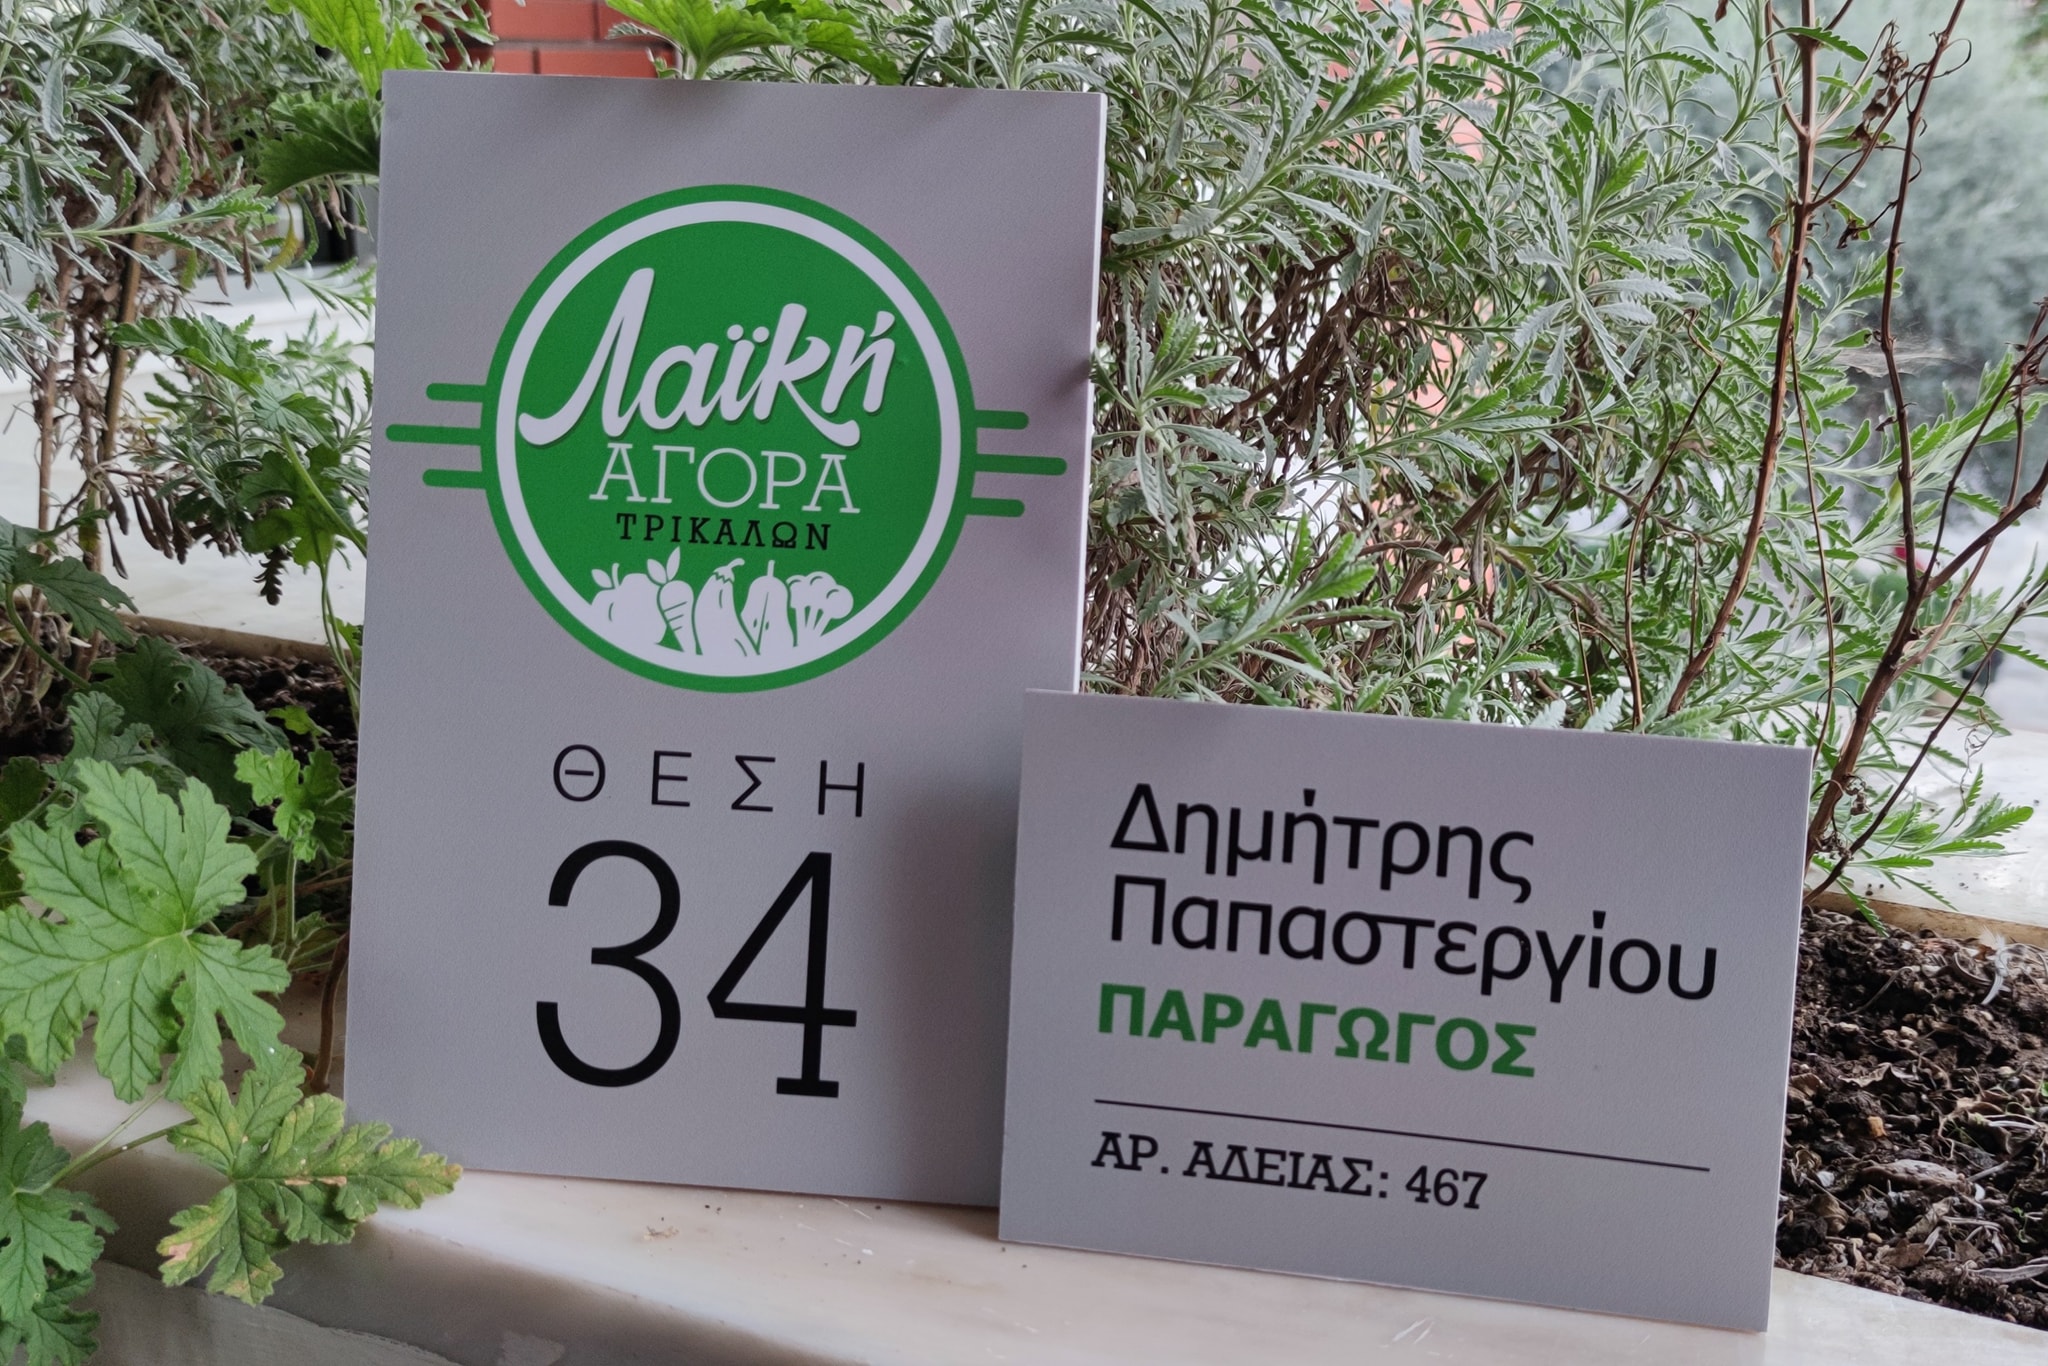 Λαϊκή
ΑΓΟΡΑ
ΤΡΙΚΑΛΩΝ
ΘΕΣΗ
34
Δημήτρης
Παπαστεργίου
ΠΑΡΑΓΩΓΟΣ
ΑΡ. ΑΔΕΙΑΣ: 467